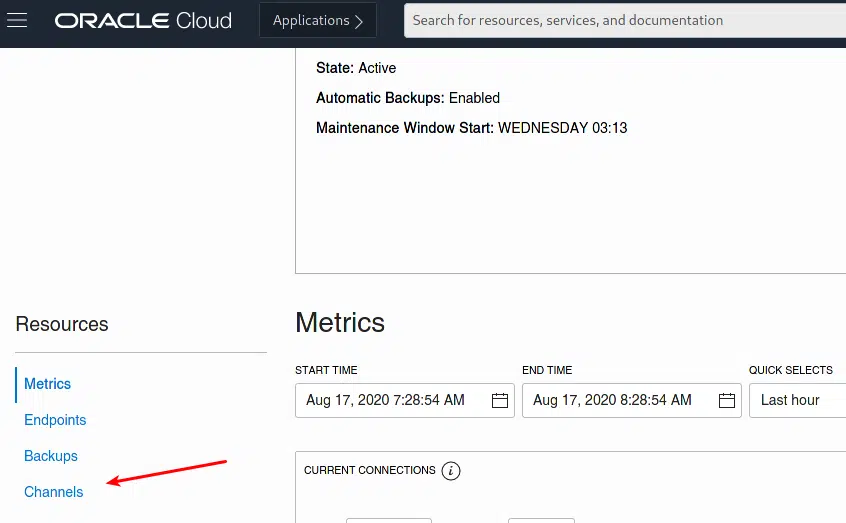 ORACLE Cloud
Applications
Search for resources, services, and documentation
State: Active
Automatic Backups: Enabled
Maintenance Window Start: WEDNESDAY 03:13
Resources
Metrics
Endpoints
Backups
Channels
Metrics
START TIME
END TIME
QUICK SELECTS
Aug 17, 2020 7:28:54 AM
Aug 17, 2020 8:28:54 AM
Last hour
CURRENT CONNECTIONS i